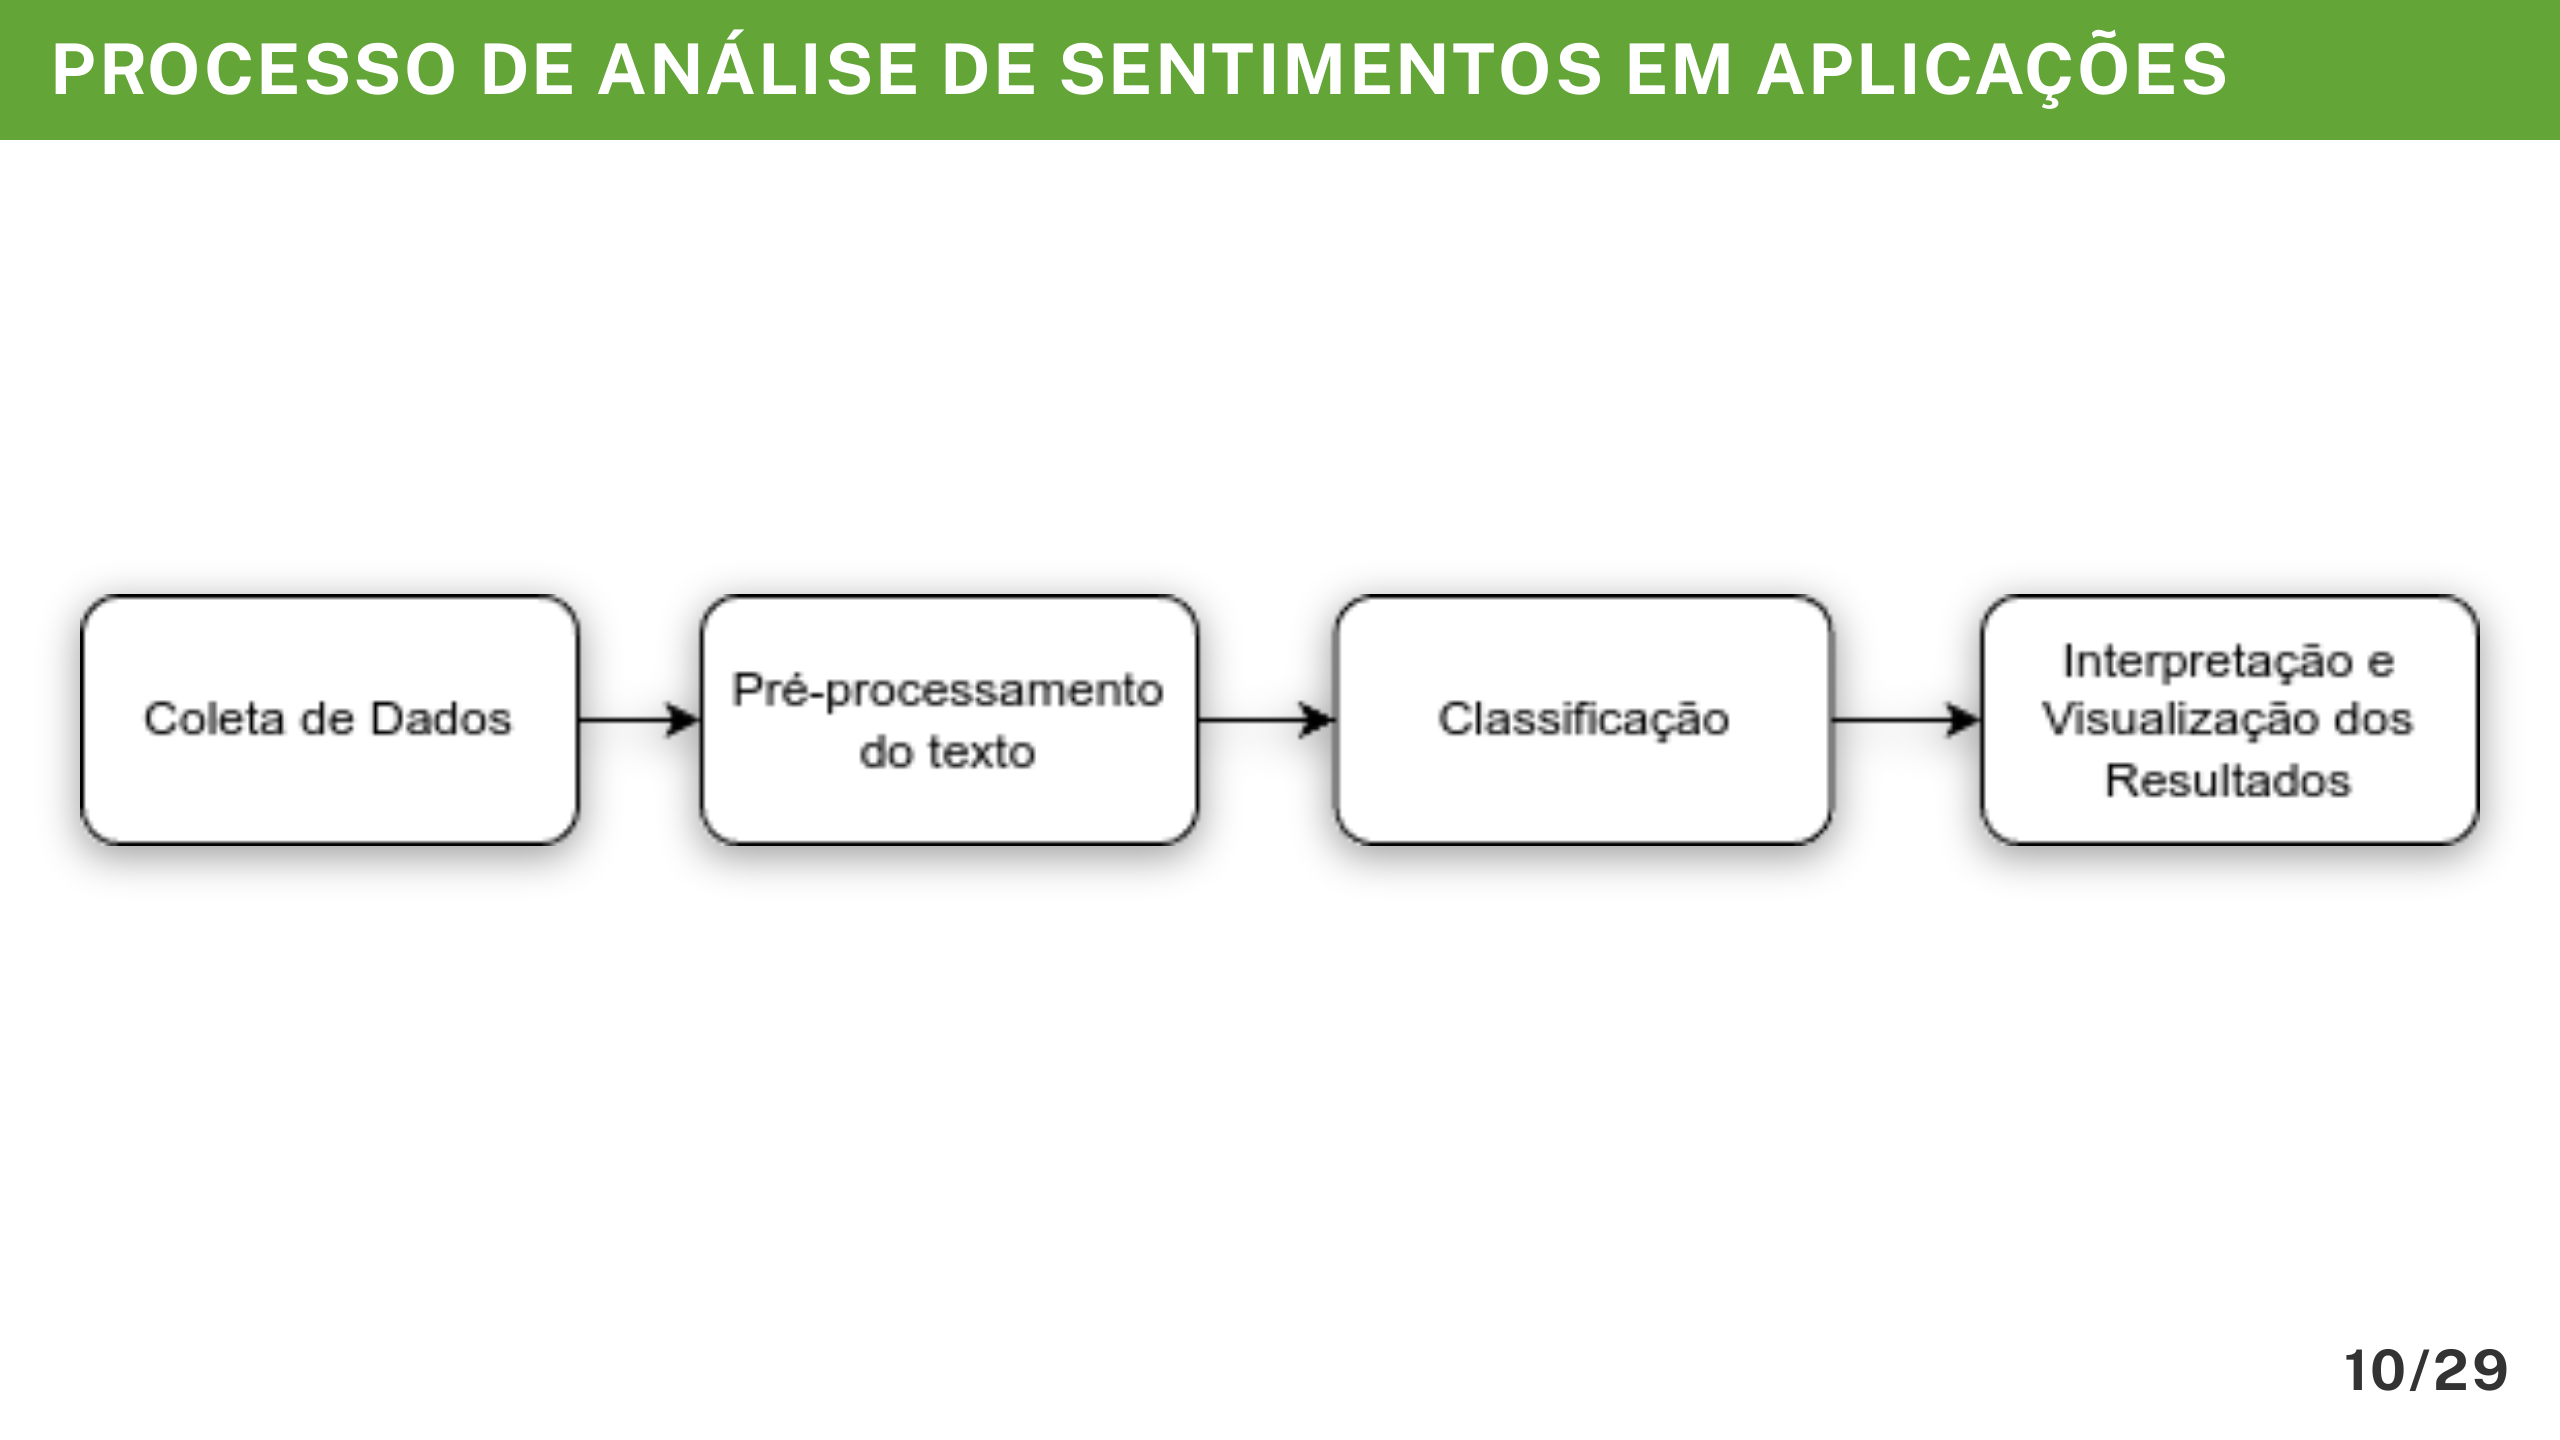 PROCESSO DE ANÁLISE DE SENTIMENTOS EM APLICAÇÕES
Coleta de Dados
Pré-processamento
do texto
Classificação
Interpretação e
Visualização dos
Resultados
10/29